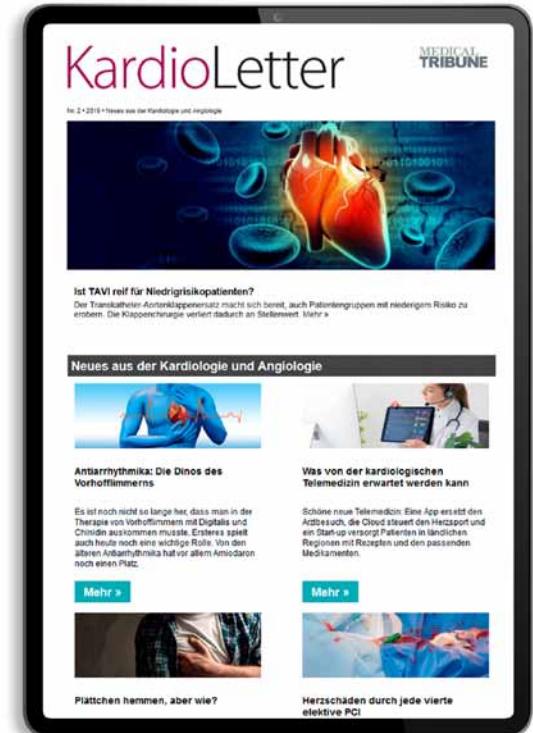 KardioLetter
MEDICAL
TRIBUNE
Nr. 2 • 2019 • Neues aus der Kardiologie und Angiologie
Ist TAVI reif für Niedrigrisikopatienten?
Der Transkatheter-Aortenklappenersatz macht sich bereit, auch Patientengruppen mit niederigem Risiko zu
erobern. Die Klappenchirurgie verliert dadurch an Stellenwert. Mehr »
Neues aus der Kardiologie und Angiologie
Antiarrhythmika: Die Dinos des
Vorhofflimmerns
Es ist noch nicht so lange her, dass man in der
Therapie von Vorhofflimmern mit Digitalis und
Chinidin auskommen musste. Ersteres spielt
auch heute noch eine wichtige Rolle. Von den
älteren Antiarrhythmika hat vor allem Amiodaron
noch einen Platz.
Mehr »
Was von der kardiologischen
Telemedizin erwartet werden kann
Schöne neue Telemedizin: Eine App ersetzt den
Arztbesuch, die Cloud steuert den Herzsport und
ein Start-up versorgt Patienten in ländlichen
Regionen mit Rezepten und den passenden
Medikamenten.
Mehr »
Plättchen hemmen, aber wie?
Herzschäden durch jede vierte
elektive PCI